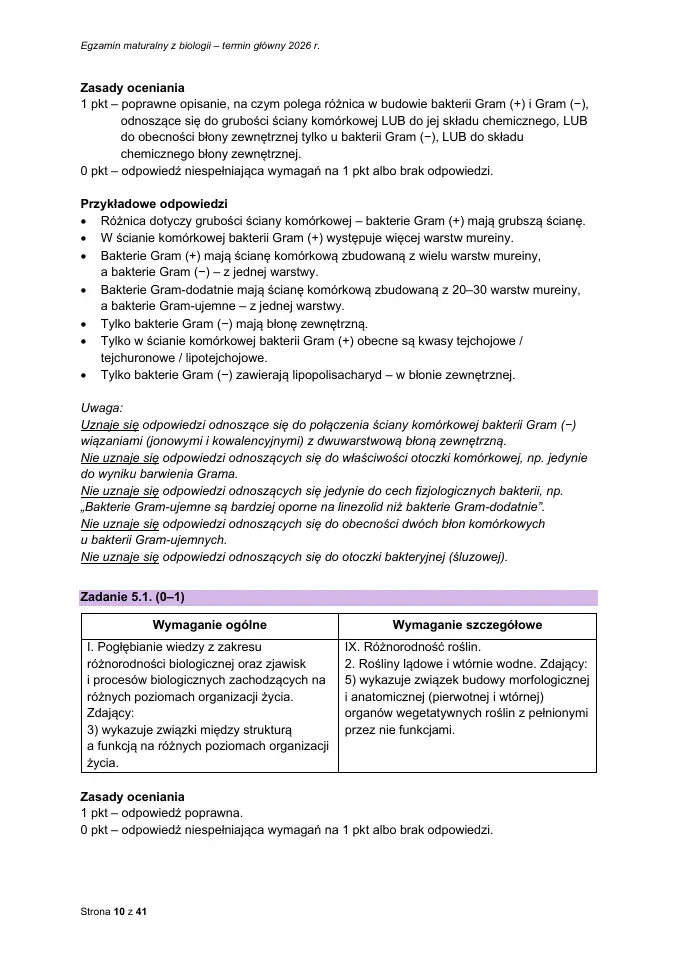 Egzamin maturalny z biologii – termin główny 2026 r.
Zasady oceniania
1 pkt – poprawne opisanie, na czym polega różnica w budowie bakterii Gram (+) i Gram (−),
odnoszące się do grubości ściany komórkowej LUB do jej składu chemicznego, LUB
do obecności błony zewnętrznej tylko u bakterii Gram (−), LUB do składu
chemicznego błony zewnętrznej.
0 pkt – odpowiedź niespełniająca wymagań na 1 pkt albo brak odpowiedzi.
Przykładowe odpowiedzi
• Różnica dotyczy grubości ściany komórkowej – bakterie Gram (+) mają grubszą ścianę.
• W ścianie komórkowej bakterii Gram (+) występuje więcej warstw mureiny.
• Bakterie Gram (+) mają ścianę komórkową zbudowaną z wielu warstw mureiny,
a bakterie Gram (−) – z jednej warstwy.
• Bakterie Gram-dodatnie mają ścianę komórkową zbudowaną z 20–30 warstw mureiny,
a bakterie Gram-ujemne – z jednej warstwy.
• Tylko bakterie Gram (−) mają błonę zewnętrzną.
• Tylko w ścianie komórkowej bakterii Gram (+) obecne są kwasy tejchojowe /
tejchuronowe / lipotejchojowe.
• Tylko bakterie Gram (−) zawierają lipopolisacharyd – w błonie zewnętrznej.
Uwaga:
Uznaje się odpowiedzi odnoszące się do połączenia ściany komórkowej bakterii Gram (−)
wiązaniami (jonowymi i kowalencyjnymi) z dwuwarstwową błoną zewnętrzną.
Nie uznaje się odpowiedzi odnoszących się do właściwości otoczki komórkowej, np. jedynie
do wyniku barwienia Grama.
Nie uznaje się odpowiedzi odnoszących się jedynie do cech fizjologicznych bakterii, np.
„Bakterie Gram-ujemne są bardziej oporne na linezolid niż bakterie Gram-dodatnie”.
Nie uznaje się odpowiedzi odnoszących się do obecności dwóch błon komórkowych
u bakterii Gram-ujemnych.
Nie uznaje się odpowiedzi odnoszących się do otoczki bakteryjnej (śluzowej).
Zadanie 5.1. (0–1)
Wymaganie ogólne
Wymaganie szczegółowe
I. Pogłębianie wiedzy z zakresu
różnorodności biologicznej oraz zjawisk
i procesów biologicznych zachodzących na
różnych poziomach organizacji życia.
Zdający:
3) wykazuje związki między strukturą
a funkcją na różnych poziomach organizacji
życia.
IX. Różnorodność roślin.
2. Rośliny lądowe i wtórnie wodne. Zdający:
5) wykazuje związek budowy morfologicznej
i anatomicznej (pierwotnej i wtórnej)
organów wegetatywnych roślin z pełnionymi
przez nie funkcjami.
Zasady oceniania
1 pkt – odpowiedź poprawna.
0 pkt – odpowiedź niespełniająca wymagań na 1 pkt albo brak odpowiedzi.
Strona 10 z 41